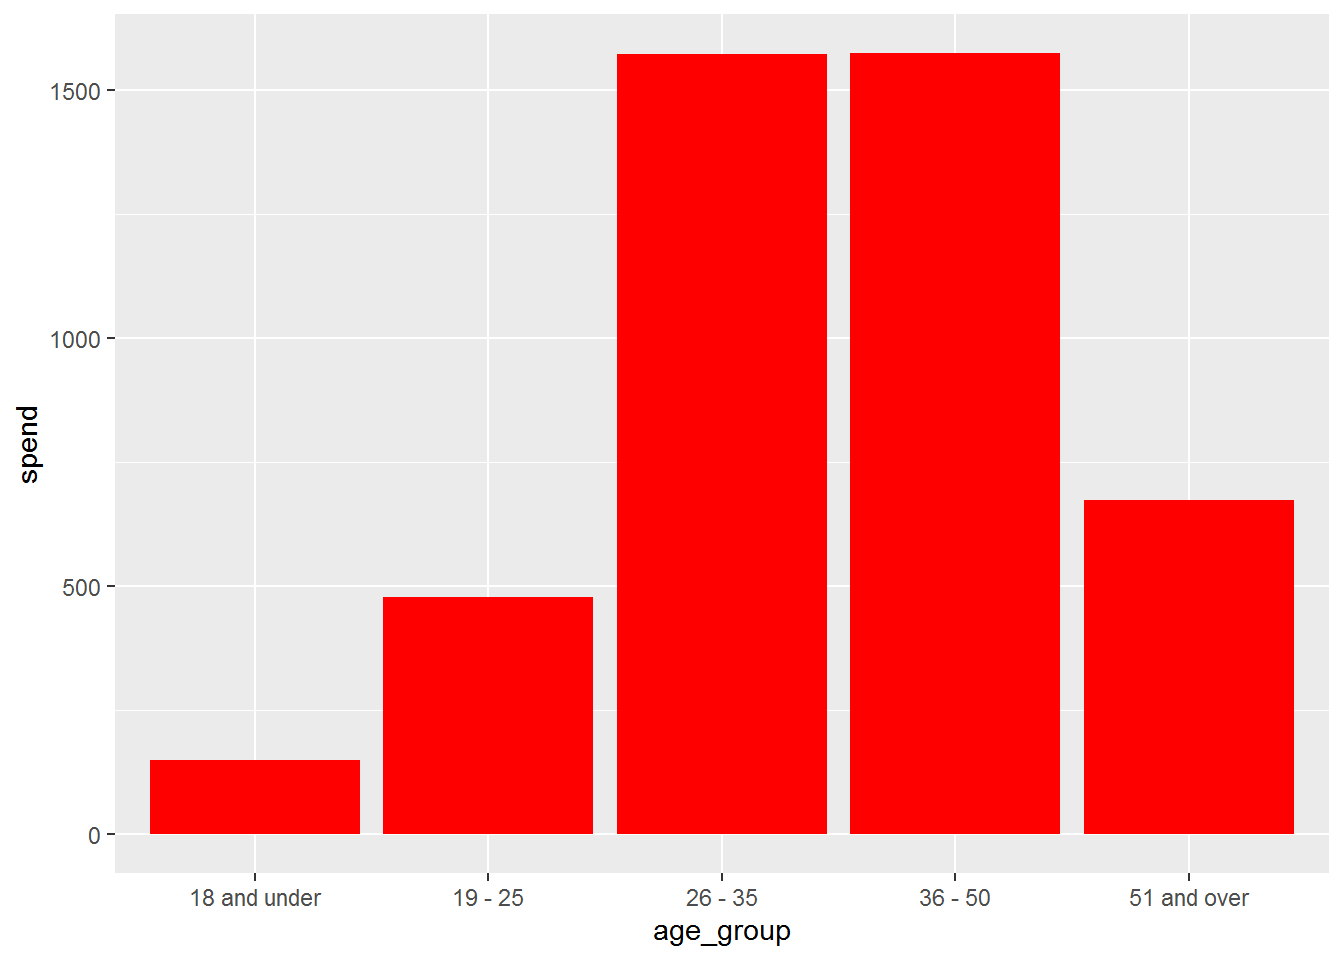 1500
1000
500
0
spend
18 and under
19 - 25
26 - 35
36 - 50
51 and over
age_group